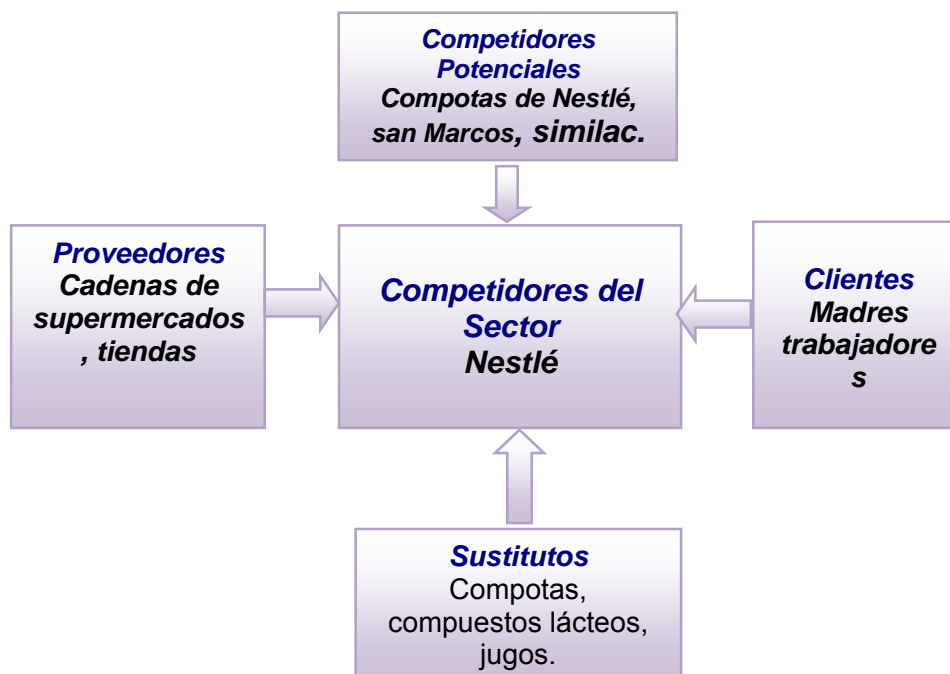 Competidores
Potenciales
Compotas de Nestlé,
san Marcos, similac.
Proveedores
Cadenas de
supermercados
, tiendas
Competidores del
Sector
Nestlé
Clientes
Madres
trabajadore
s
Sustitutos
Compotas,
compuestos lácteos,
jugos.